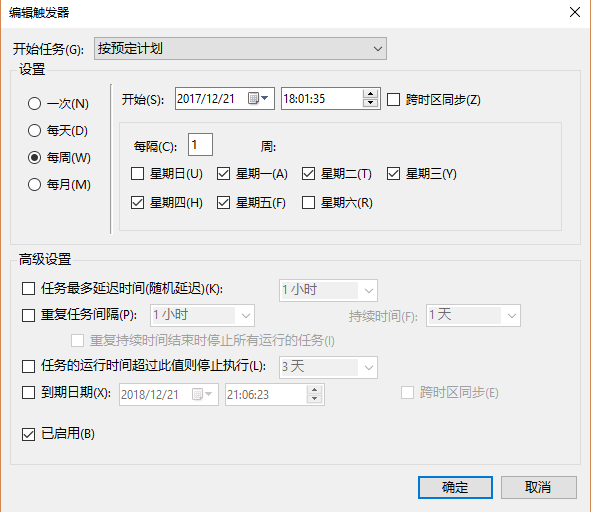 编辑触发器
开始任务(G): 按预定计划
设置
一次(N)
每天(D)
每周(W)
每月(M)
开始(S): 2017/12/21 18:01:35 跨时区同步(Z)
每隔(C): 1 周:
星期日(U) 星期一(A) 星期二(T) 星期三(Y)
星期四(H) 星期五(F) 星期六(R)
高级设置
任务最多延迟时间(随机延迟)(K): 1 小时
重复任务间隔(P): 1 小时 持续时间(F): 1 天
重复持续时间结束时停止所有运行的任务(I)
任务的运行时间超过此值则停止执行(L): 3 天
到期日期(X): 2018/12/21 21:06:23 跨时区同步(E)
已启用(B)
确定 取消